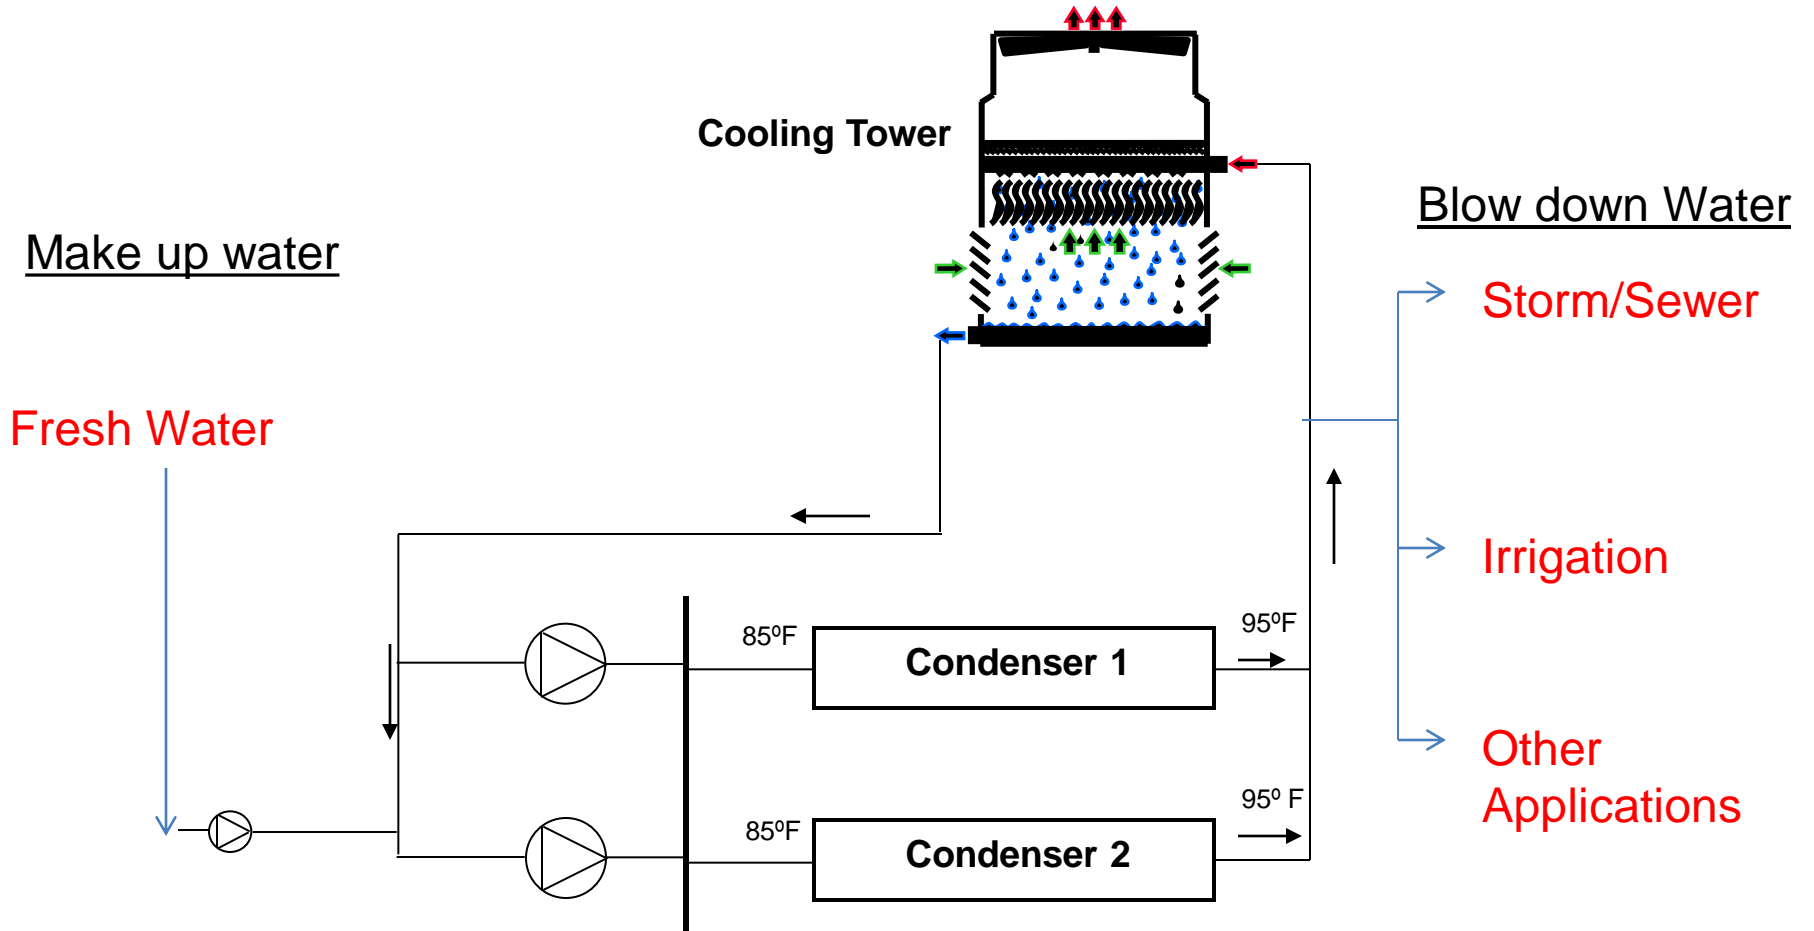 Cooling Tower
Make up water
Blow down Water
Storm/Sewer
Fresh Water
Irrigation
85ºF
Condenser 1
95ºF
Other
Applications
85ºF
Condenser 2
95º F